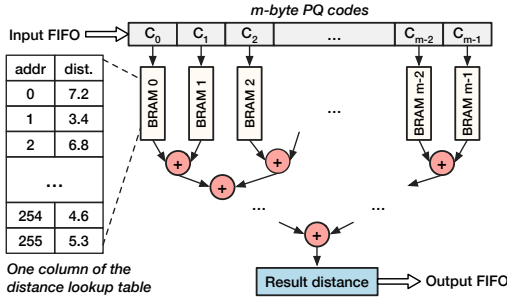 m-byte PQ codes
Input FIFO
C0 C1 C2 ... Cm-2 Cm-1
addr dist.
0 7.2
1 3.4
2 6.8
...
254 4.6
255 5.3
BRAM 0
BRAM 1
BRAM 2
...
BRAM m-2
BRAM m-1
+ + +
+
... ...
+
One column of the
distance lookup table
Result distance
Output FIFO